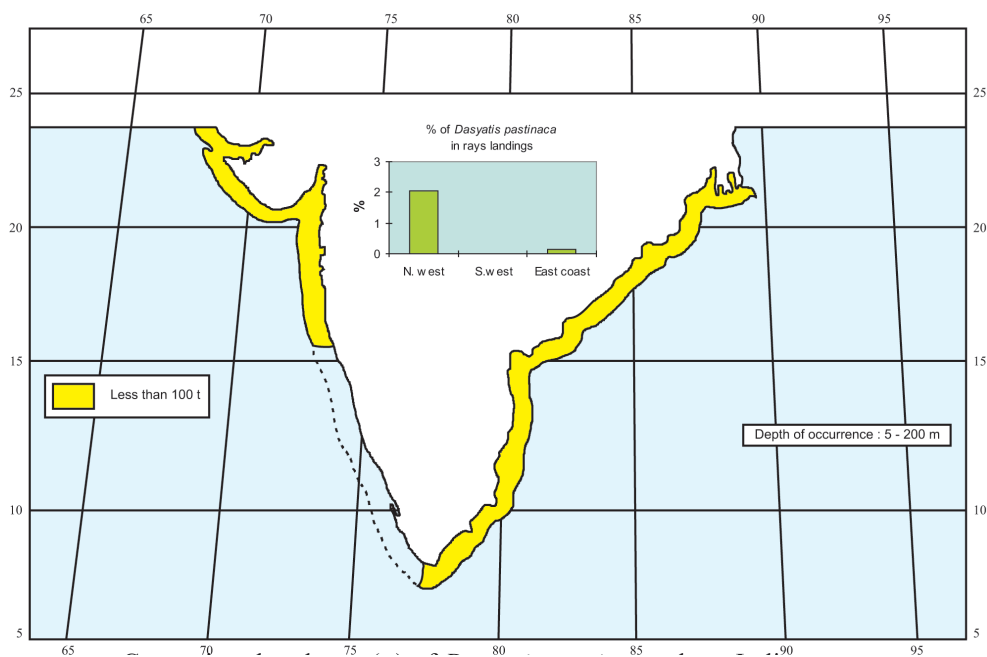 65 70 75 80 85 90 95
25 25
% of Dasyatis pastinaca
in rays landings
3
2
%
1
0
N. west S.west East coast
20 20
15 15
Less than 100 t
Depth of occurrence : 5 - 200 m
10 10
5 5
65 70 75 80 85 90 95